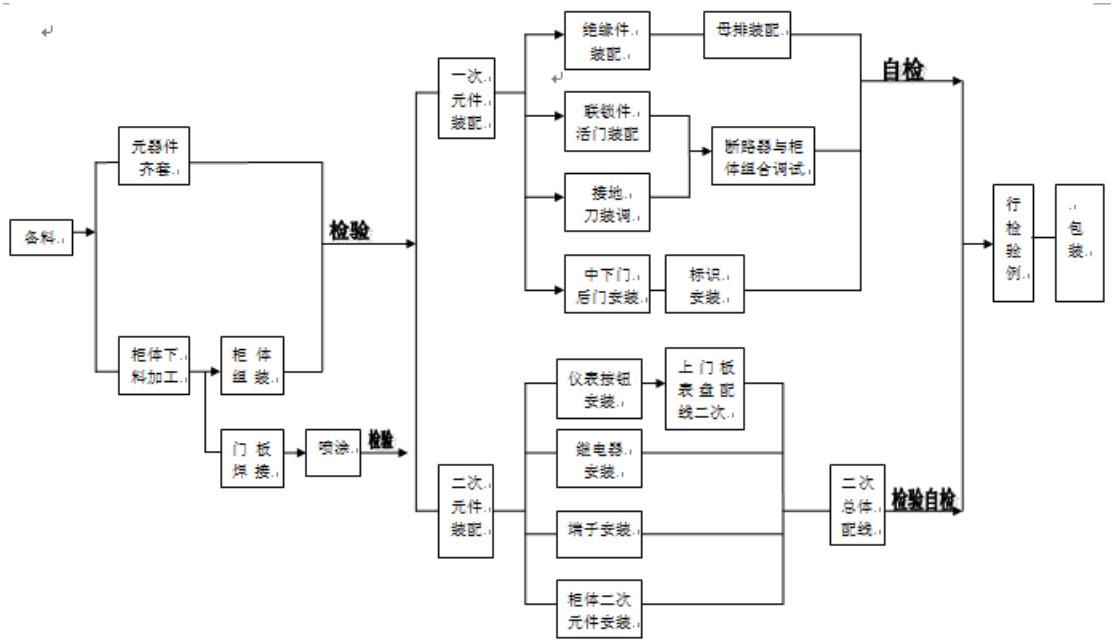 备料
元器件
齐套
柜体下
料加工
柜体
组装
门板
焊接
喷涂
检验
检验
一次
元件
装配
绝缘件
装配
母排装配
联锁件
活门装配
接地
刀装调
断路器与柜
体组合调试
中下门
后门安装
标识
安装
自检
二次
元件
装配
仪表按钮
安装
上门板
表盘配
线二次
继电器
安装
端子安装
柜体二次
元件安装
二次
总体
配线
检验自检
行
检
验
例
包
装